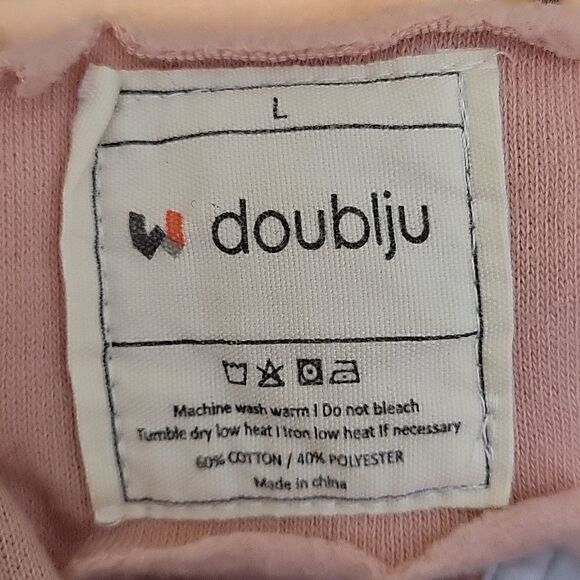 L
doublju
Machine wash warm | Do not bleach
Tumble dry low heat | Iron low heat If necessary
60% COTTON / 40% POLYESTER
Made in china